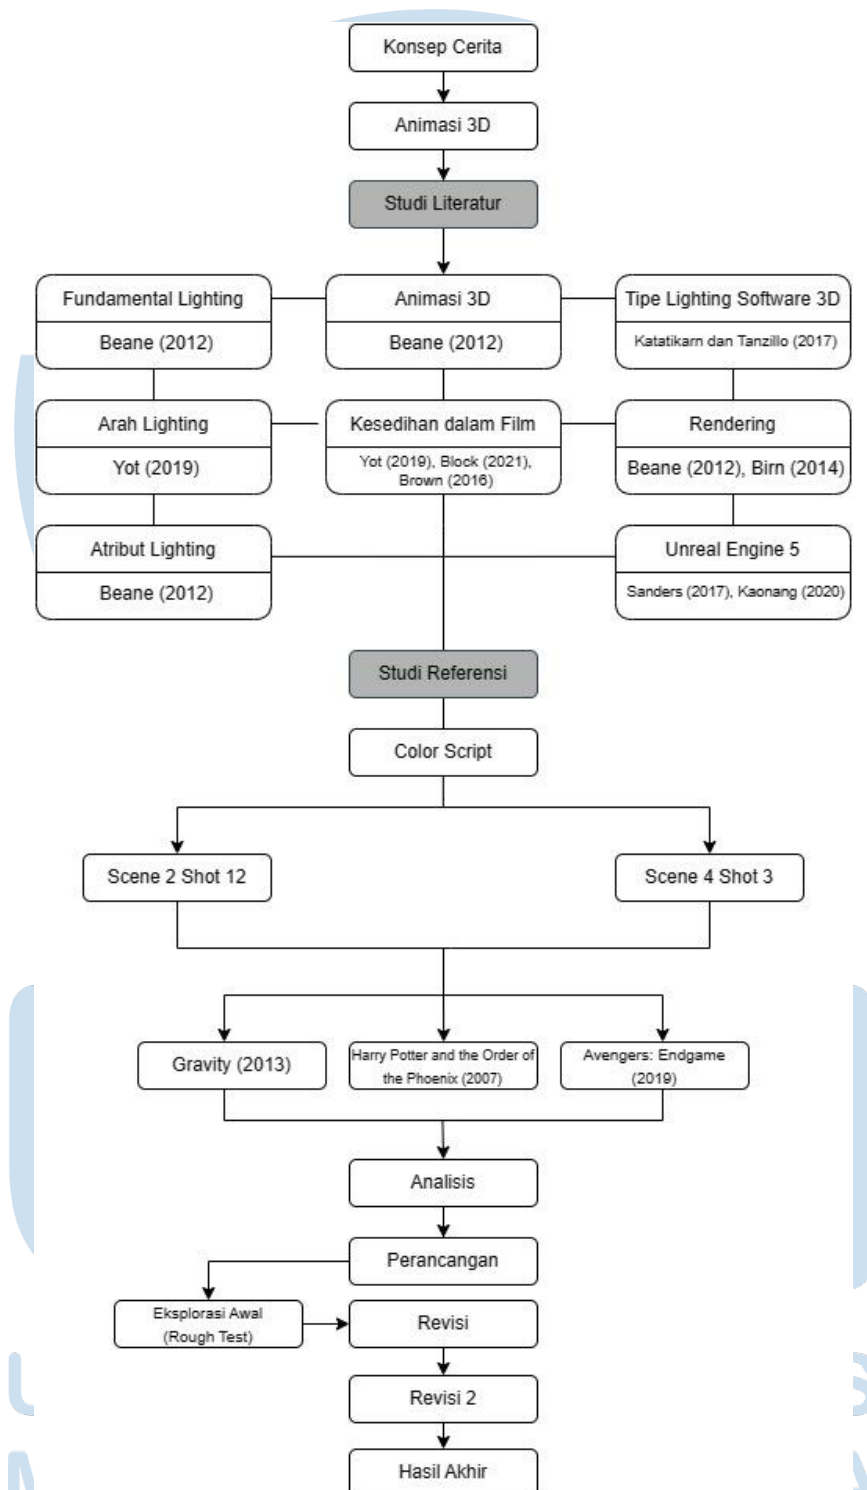 Konsep Cerita
Animasi 3D
Studi Literatur
Fundamental Lighting
Beane (2012)
Animasi 3D
Beane (2012)
Tipe Lighting Software 3D
Katatikarn dan Tanzillo (2017)
Arah Lighting
Yot (2019)
Kesedihan dalam Film
Yot (2019), Block (2021),
Brown (2016)
Rendering
Beane (2012), Birn (2014)
Atribut Lighting
Beane (2012)
Unreal Engine 5
Sanders (2017), Kaonang (2020)
Studi Referensi
Color Script
Scene 2 Shot 12
Scene 4 Shot 3
Gravity (2013)
Harry Potter and the Order of
the Phoenix (2007)
Avengers: Endgame
(2019)
Analisis
Perancangan
Eksplorasi Awal
(Rough Test)
Revisi
Revisi 2
Hasil Akhir